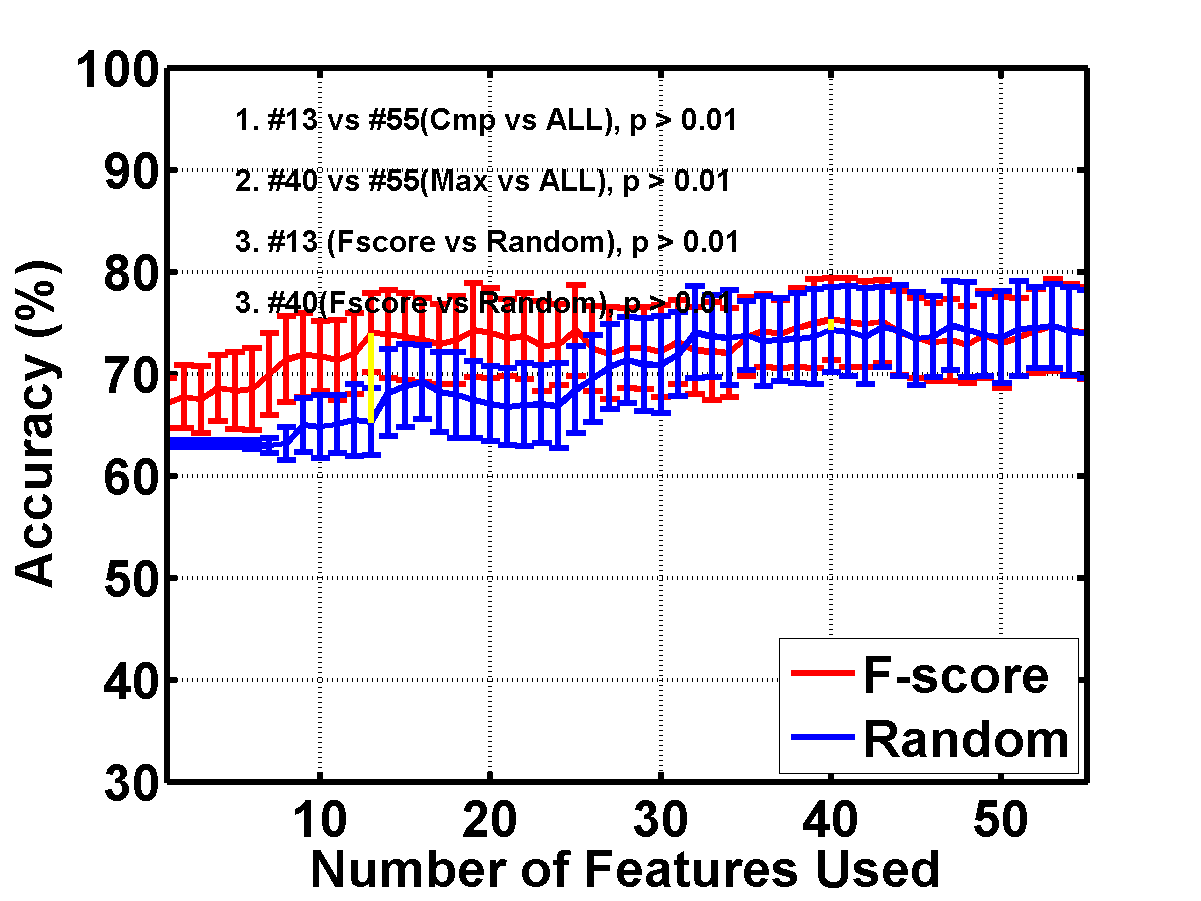 100
1. #13 vs #55(Cmp vs ALL), p > 0.01
90
2. #40 vs #55(Max vs ALL), p > 0.01
3. #13 (Fscore vs Random), p > 0.01
80
3. #40(Fscore vs Random), p > 0.01
70
60
50
40
30
Accuracy (%)
F-score
Random
10 20 30 40 50
Number of Features Used